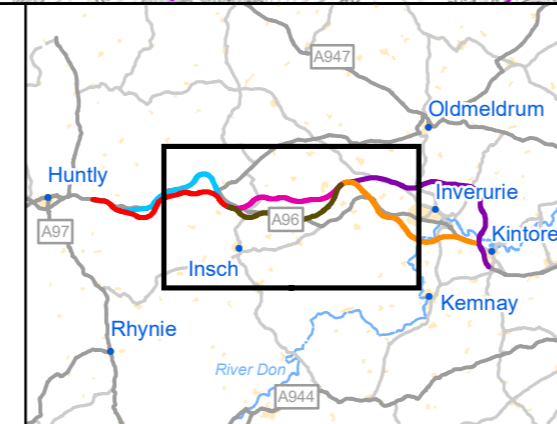 A947
Oldmeldrum
Huntly
Inverurie
A96
A97
Kintore
Insch
Kemnay
Rhynie
River Don
A944